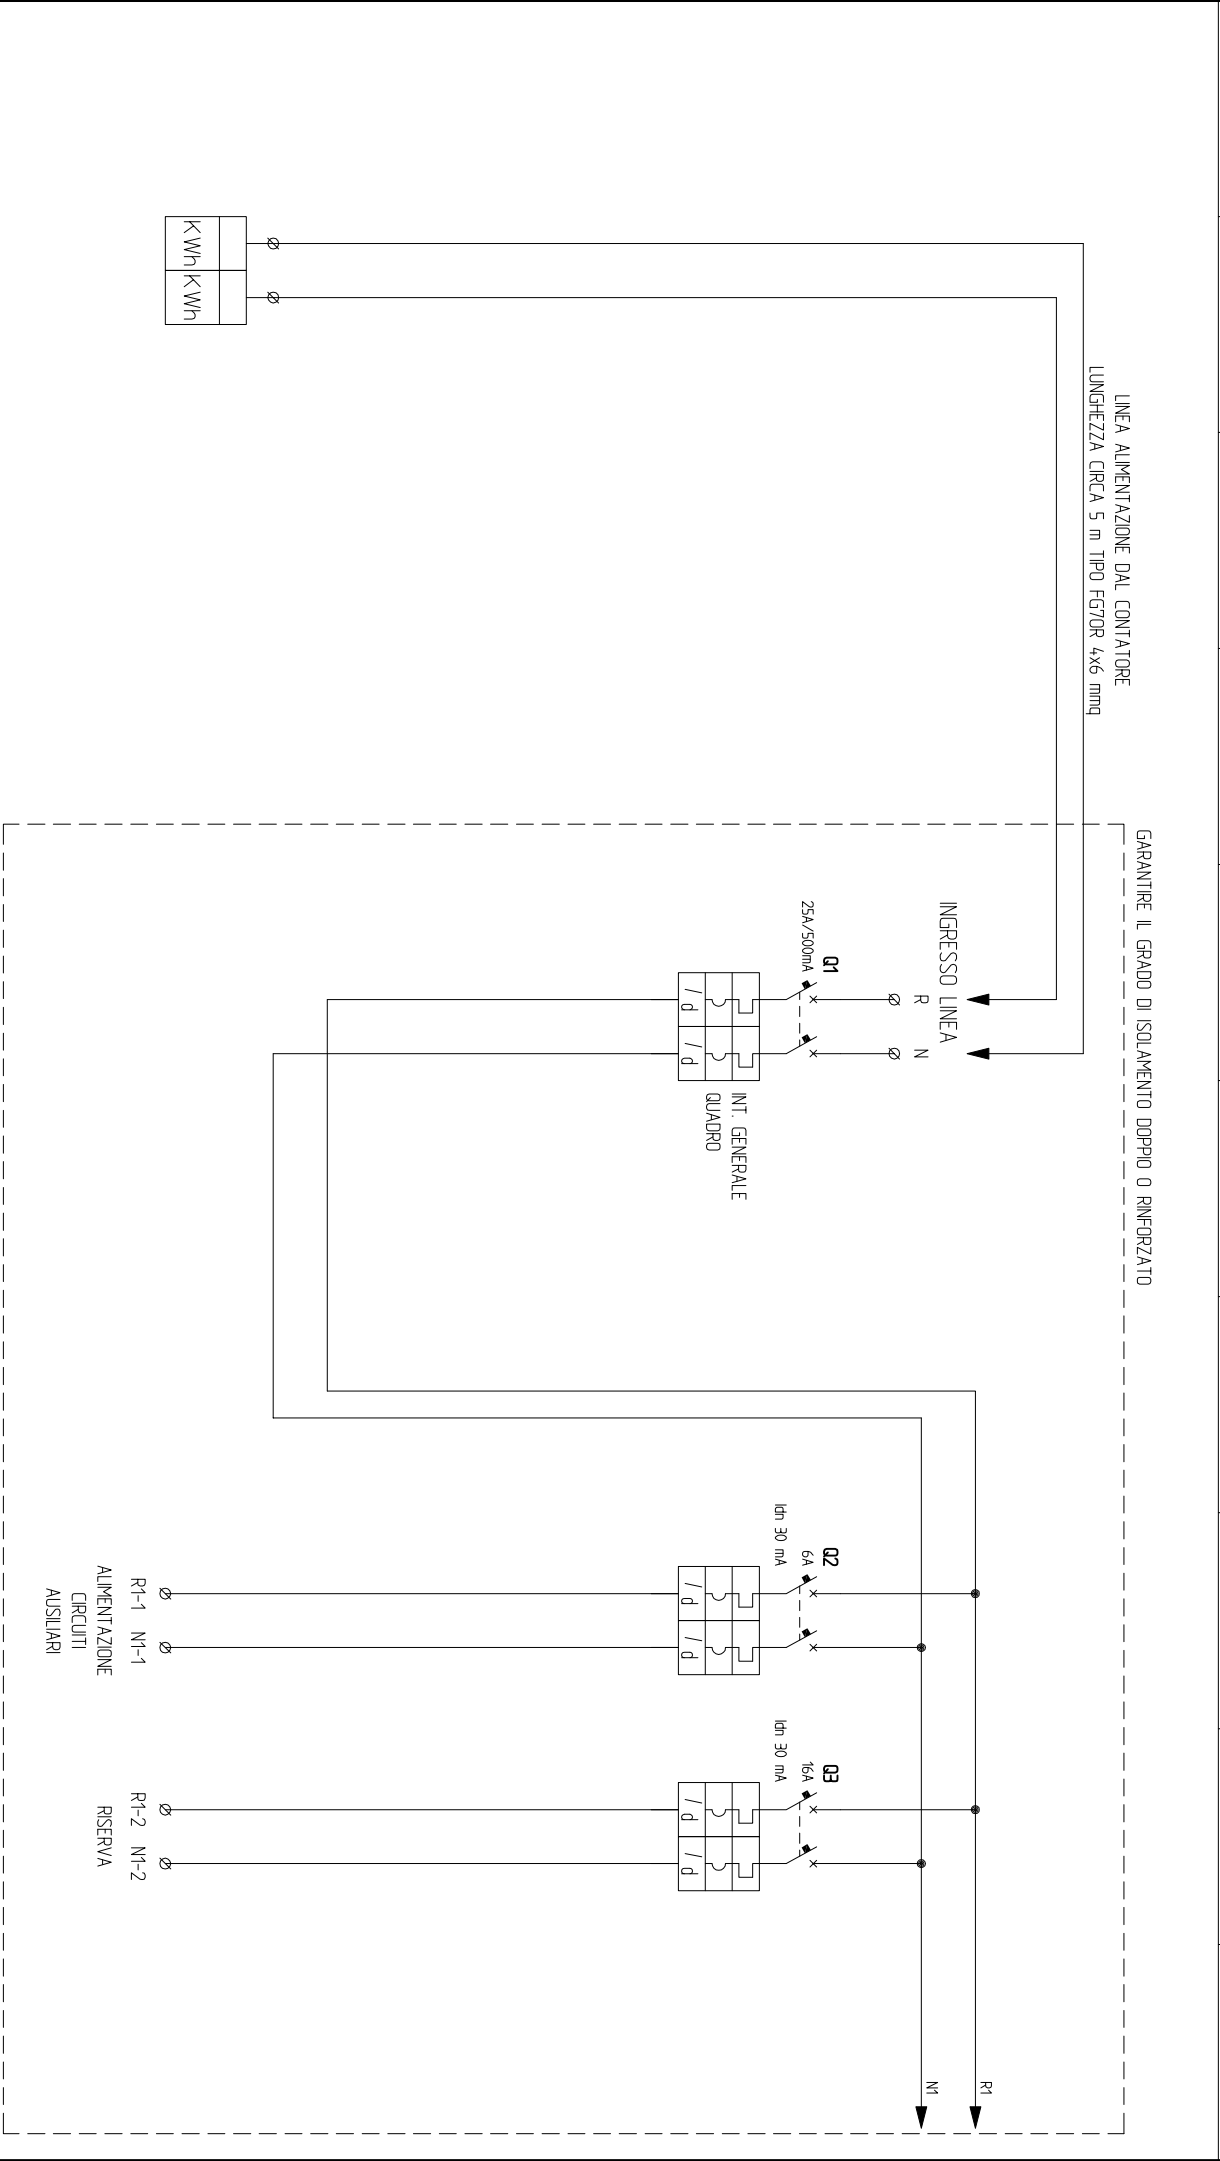 LINEA ALIMENTAZIONE DAL CONTATORE
LUNGHEZZA CIRCA 5 m TIPO FG7OR 4x6 mmq
KWh KWh
GARANTIRE IL GRADO DI ISOLAMENTO DOPPIO O RINFORZATO
INGRESSO LINEA
R N
Q1
25A/500mA
/d /d
INT. GENERALE
QUADRO
Q2
6A
Idn 30 mA
/d /d
R1-1 N1-1
ALIMENTAZIONE
CIRCUITI
AUSILIARI
Q3
16A
Idn 30 mA
/d /d
R1-2 N1-2
RISERVA
R1
N1